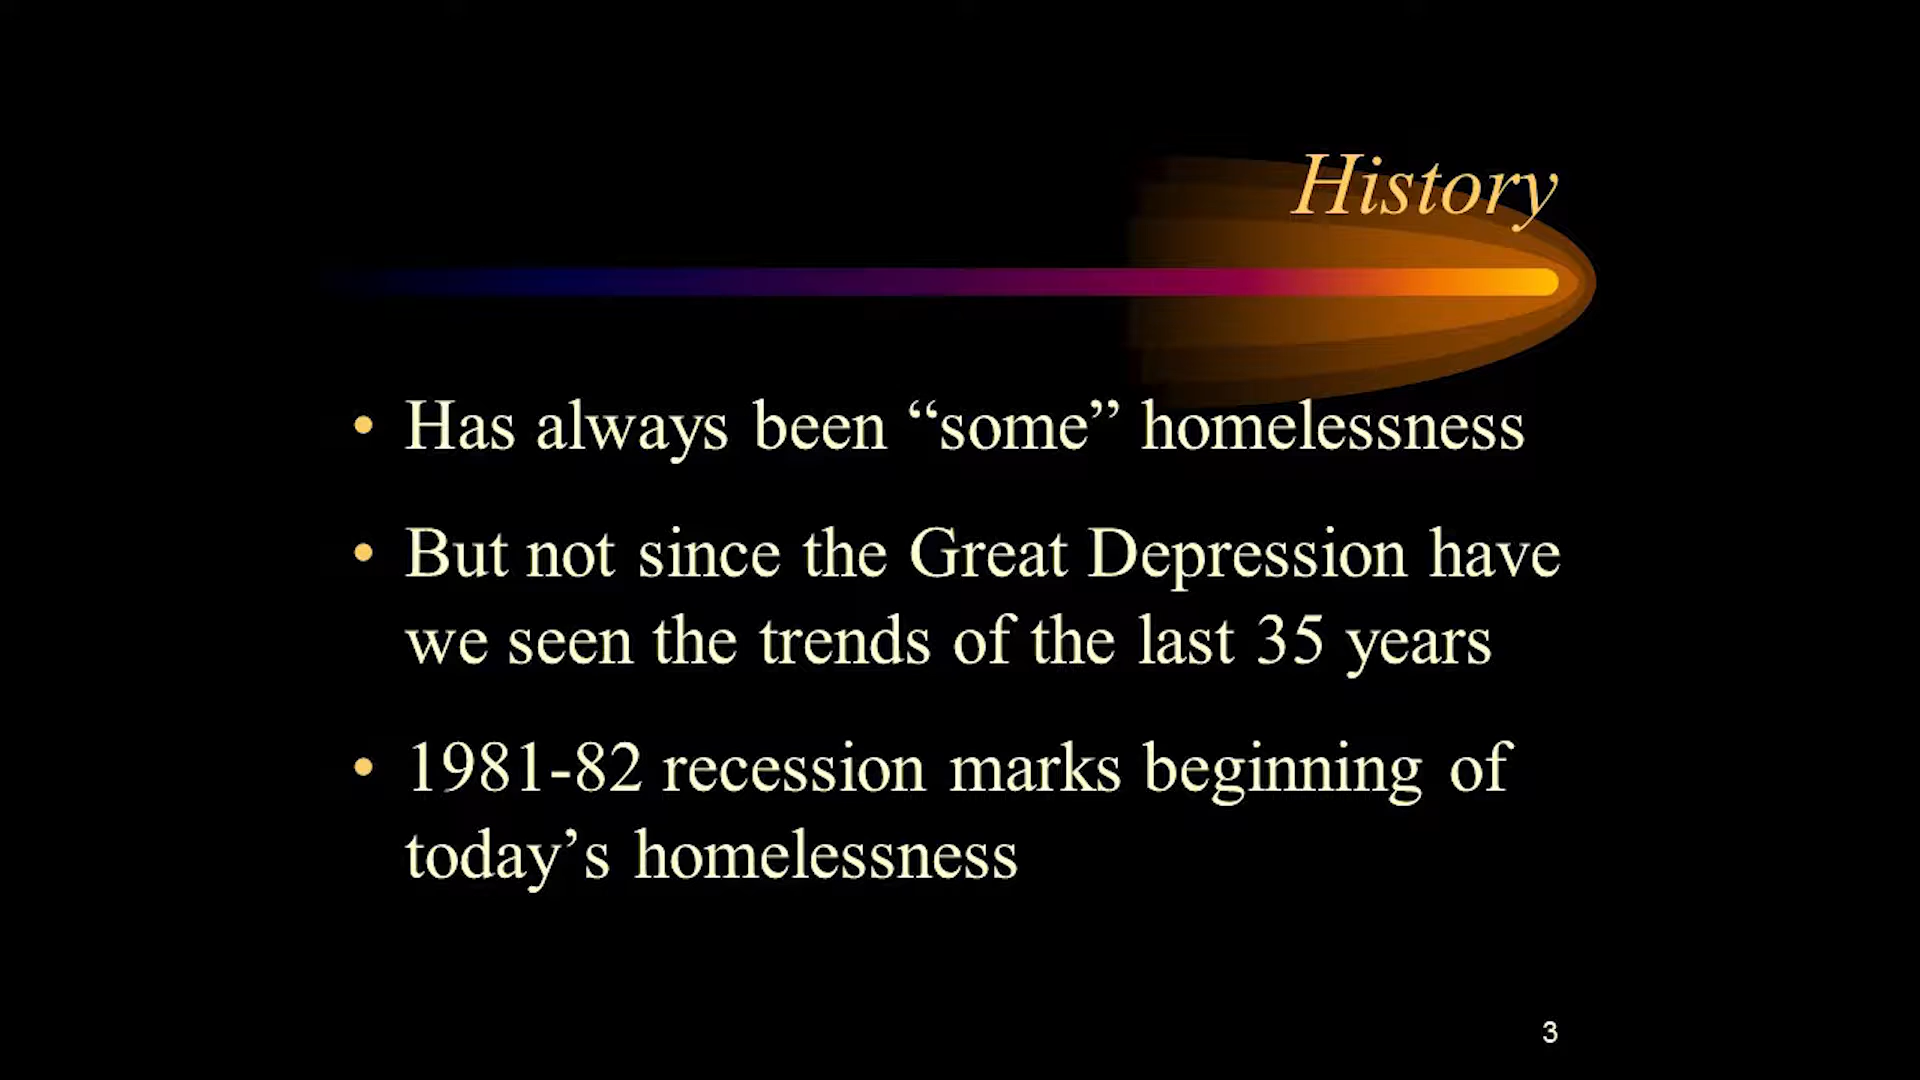 History
• Has always been “some” homelessness
• But not since the Great Depression have
we seen the trends of the last 35 years
• 1981-82 recession marks beginning of
today’s homelessness
3